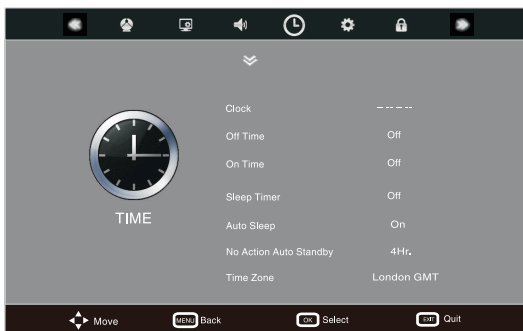 Clock -- -- --
Off Time Off
On Time Off
Sleep Timer Off
TIME
Auto Sleep On
No Action Auto Standby 4Hr.
Time Zone London GMT
Move MENU Back OK Select EXIT Quit